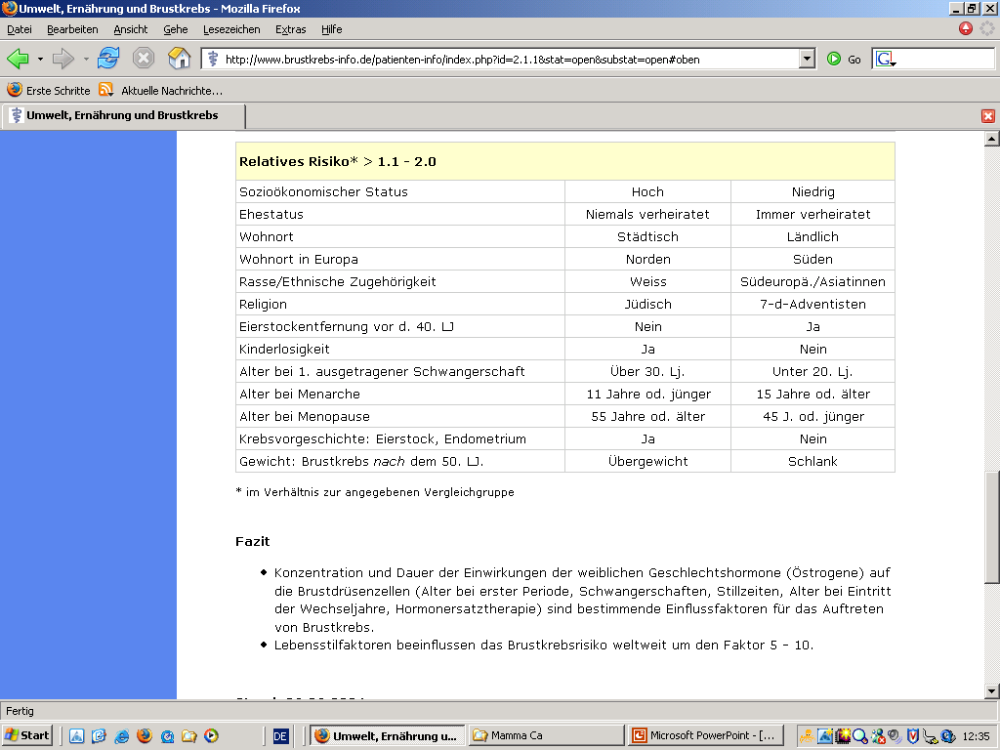 Umwelt, Ernährung und Brustkrebs - Mozilla Firefox
Datei Bearbeiten Ansicht Gehe Lesezeichen Extras Hilfe
http://www.brustkrebs-info.de/patienten-info/index.php?id=2.1.1&stat=open&substat=open#oben Go G
Erste Schritte Aktuelle Nachrichte...
Umwelt, Ernährung und Brustkrebs
Relatives Risiko* > 1.1 - 2.0
Sozioökonomischer Status Hoch Niedrig
Ehestatus Niemals verheiratet Immer verheiratet
Wohnort Städtisch Ländlich
Wohnort in Europa Norden Süden
Rasse/Ethnische Zugehörigkeit Weiss Südeuropä./Asiatinnen
Religion Jüdisch 7-d-Adventisten
Eierstockentfernung vor d. 40. LJ Nein Ja
Kinderlosigkeit Ja Nein
Alter bei 1. ausgetragener Schwangerschaft Über 30. Lj. Unter 20. Lj.
Alter bei Menarche 11 Jahre od. jünger 15 Jahre od. älter
Alter bei Menopause 55 Jahre od. älter 45 J. od. jünger
Krebsvorgeschichte: Eierstock, Endometrium Ja Nein
Gewicht: Brustkrebs nach dem 50. LJ. Übergewicht Schlank
* im Verhältnis zur angegebenen Vergleichgruppe
Fazit
• Konzentration und Dauer der Einwirkungen der weiblichen Geschlechtshormone (Östrogene) auf
die Brustdrüsenzellen (Alter bei erster Periode, Schwangerschaften, Stillzeiten, Alter bei Eintritt
der Wechseljahre, Hormonersatztherapie) sind bestimmende Einflussfaktoren für das Auftreten
von Brustkrebs.
• Lebensstilfaktoren beeinflussen das Brustkrebsrisiko weltweit um den Faktor 5 - 10.
Fertig
Start DE Umwelt, Ernährung u... Mamma Ca Microsoft PowerPoint - [... 12:35